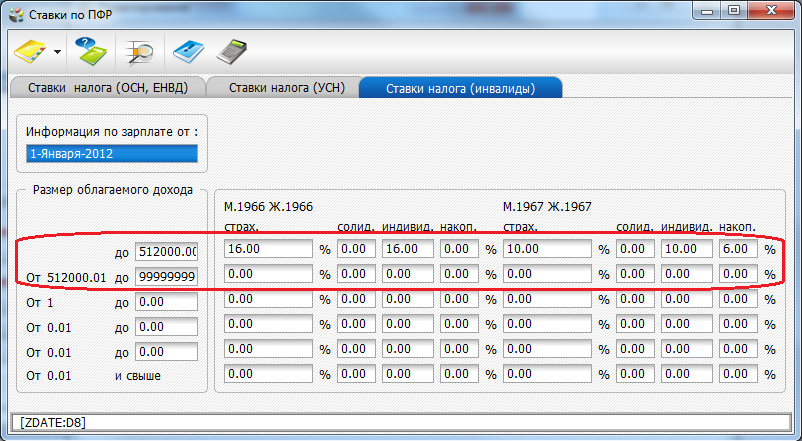 Ставки по ПФР
Ставки налога (ОСН, ЕНВД) Ставки налога (УСН) Ставки налога (инвалиды)
Информация по зарплате от :
1-Января-2012
Размер облагаемого дохода
М.1966 Ж.1966 М.1967 Ж.1967
страх. солид. индивид. накоп. страх. солид. индивид. накоп.
до 512000.00 16.00 % 0.00 16.00 0.00 % 10.00 % 0.00 10.00 6.00 %
От 512000.01 до 99999999 0.00 % 0.00 0.00 0.00 % 0.00 % 0.00 0.00 0.00 %
От 1 до 0.00 0.00 % 0.00 0.00 0.00 % 0.00 % 0.00 0.00 0.00 %
От 0.01 до 0.00 0.00 % 0.00 0.00 0.00 % 0.00 % 0.00 0.00 0.00 %
От 0.01 до 0.00 0.00 % 0.00 0.00 0.00 % 0.00 % 0.00 0.00 0.00 %
От 0.01 и свыше 0.00 % 0.00 0.00 0.00 % 0.00 % 0.00 0.00 0.00 %
[ZDATE:D8]